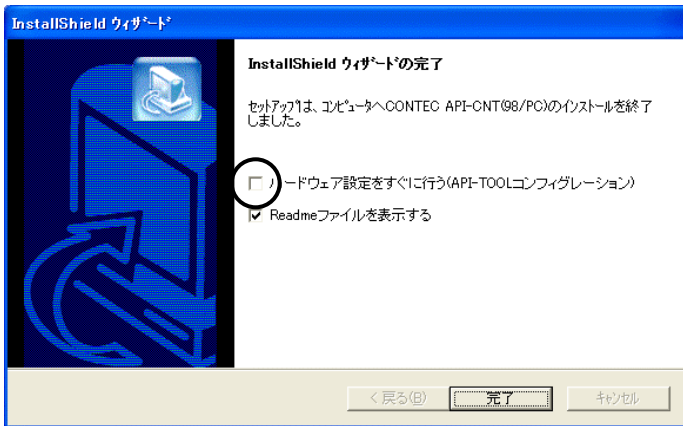 InstallShield ウィザード
InstallShield ウィザードの完了
セットアップは、コンピュータへCONTEC API-CNT(98/PC)のインストールを終了
しました。
ハードウェア設定をすぐに行う(API-TOOLコンフィグレーション)
Readmeファイルを表示する
< 戻る(B)
完了
キャンセル